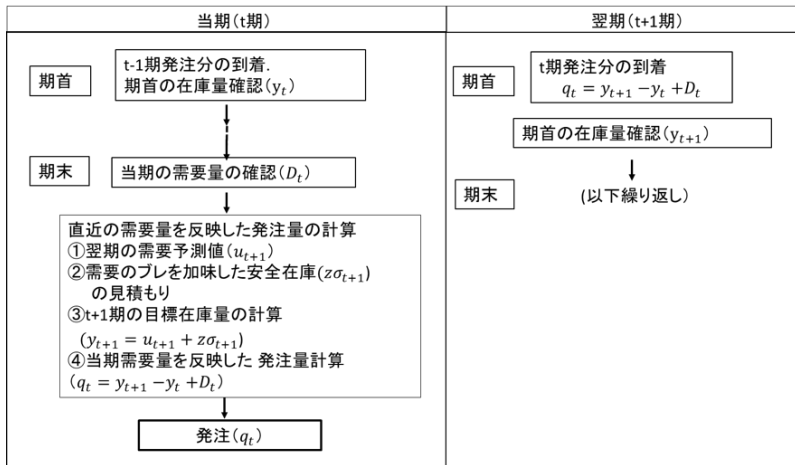 当期(t期)
期首
t-1期発注分の到着.
期首の在庫量確認(y_t)
期末
当期の需要量の確認(D_t)
直近の需要量を反映した発注量の計算
①翌期の需要予測値(u_{t+1})
②需要のブレを加味した安全在庫(zσ_{t+1})
の見積もり
③t+1期の目標在庫量の計算
(y_{t+1} = u_{t+1} + zσ_{t+1})
④当期需要量を反映した 発注量計算
(q_t = y_{t+1} − y_t + D_t)
発注(q_t)
翌期(t+1期)
期首
t期発注分の到着
q_t = y_{t+1} − y_t + D_t
期首の在庫量確認(y_{t+1})
期末
(以下繰り返し)